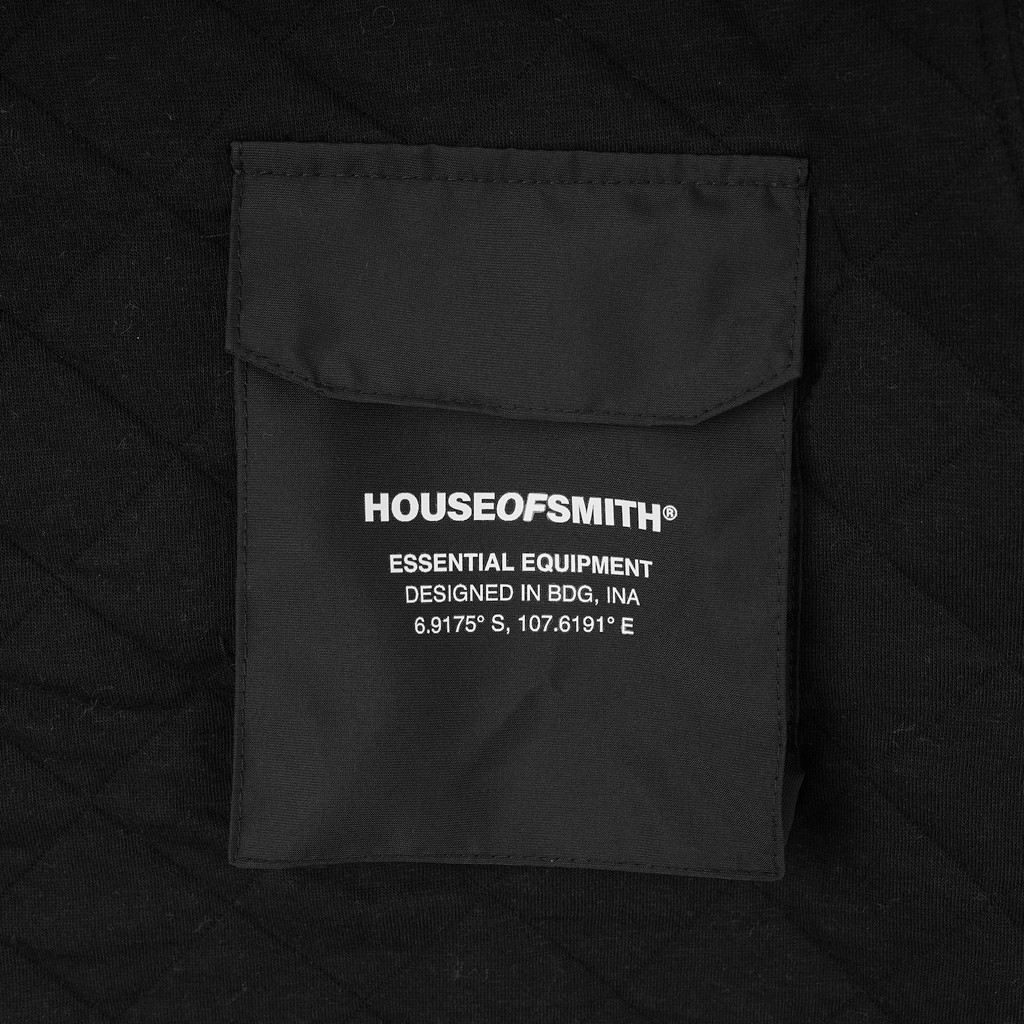 HOUSEOFSMITH®
ESSENTIAL EQUIPMENT
DESIGNED IN BDG, INA
6.9175° S, 107.6191° E